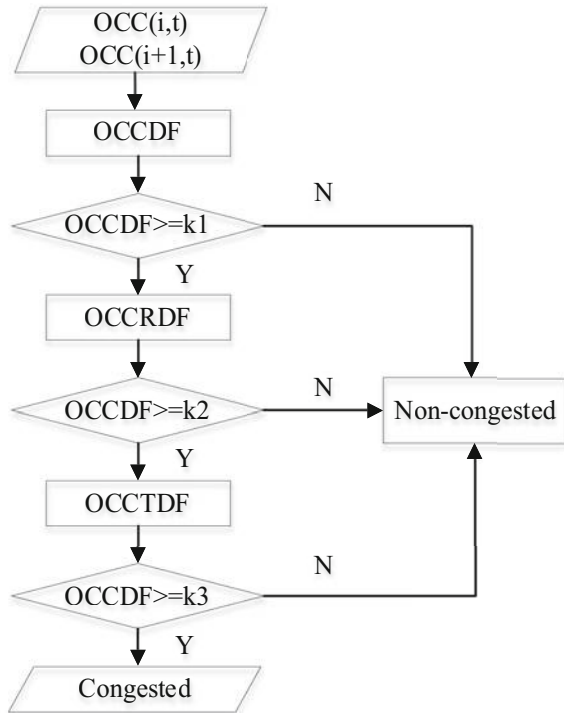 OCC(i,t)
OCC(i+1,t)
OCCDF
OCCDF>=k1
N
Y
OCCRDF
OCCDF>=k2
N
Non-congested
Y
OCCTDF
OCCDF>=k3
N
Y
Congested